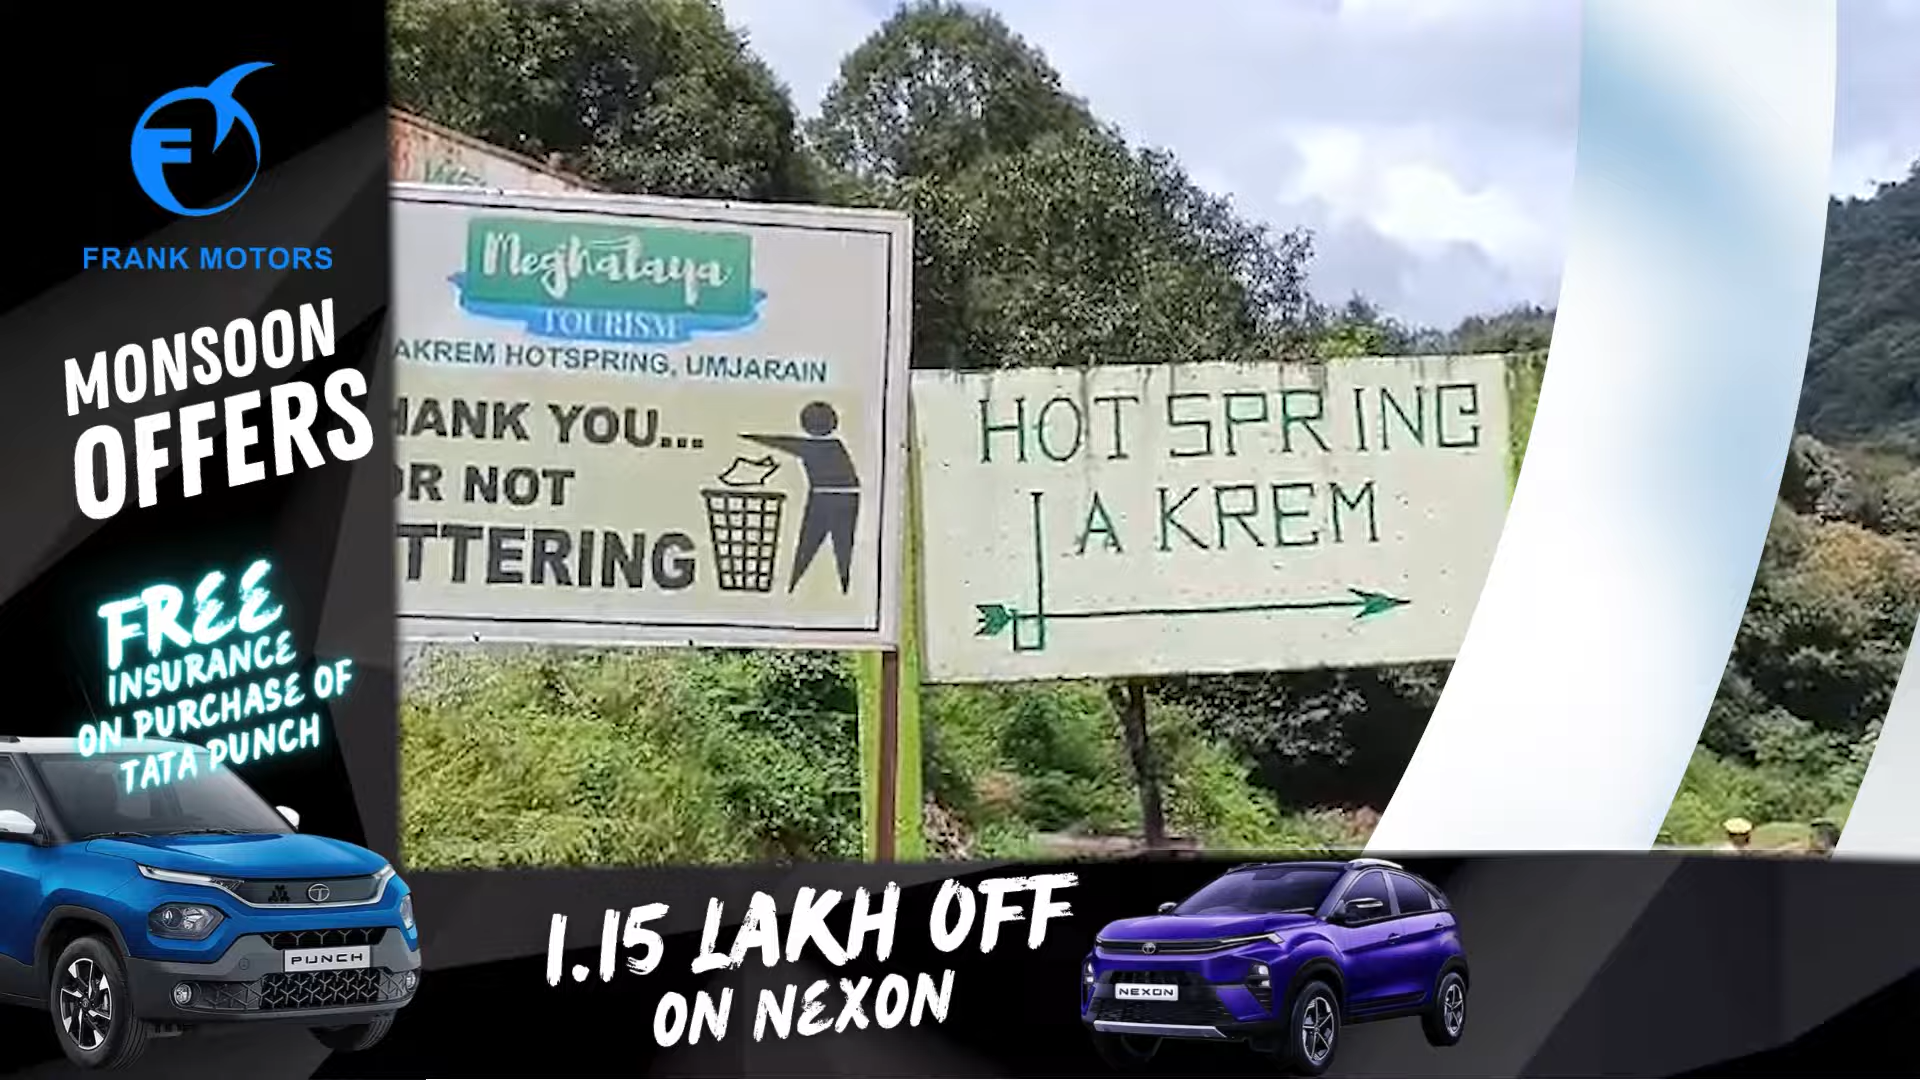 FRANK MOTORS
MONSOON
OFFERS
FREE
INSURANCE
ON PURCHASE OF
TATA PUNCH
PUNCH
Meghalaya
TOURISM
AKREM HOTSPRING, UMJARAIN
HANK YOU...
OR NOT
TTERING
HOT SPRING
JAKREM
1.15 LAKH OFF
ON NEXON
NEXON